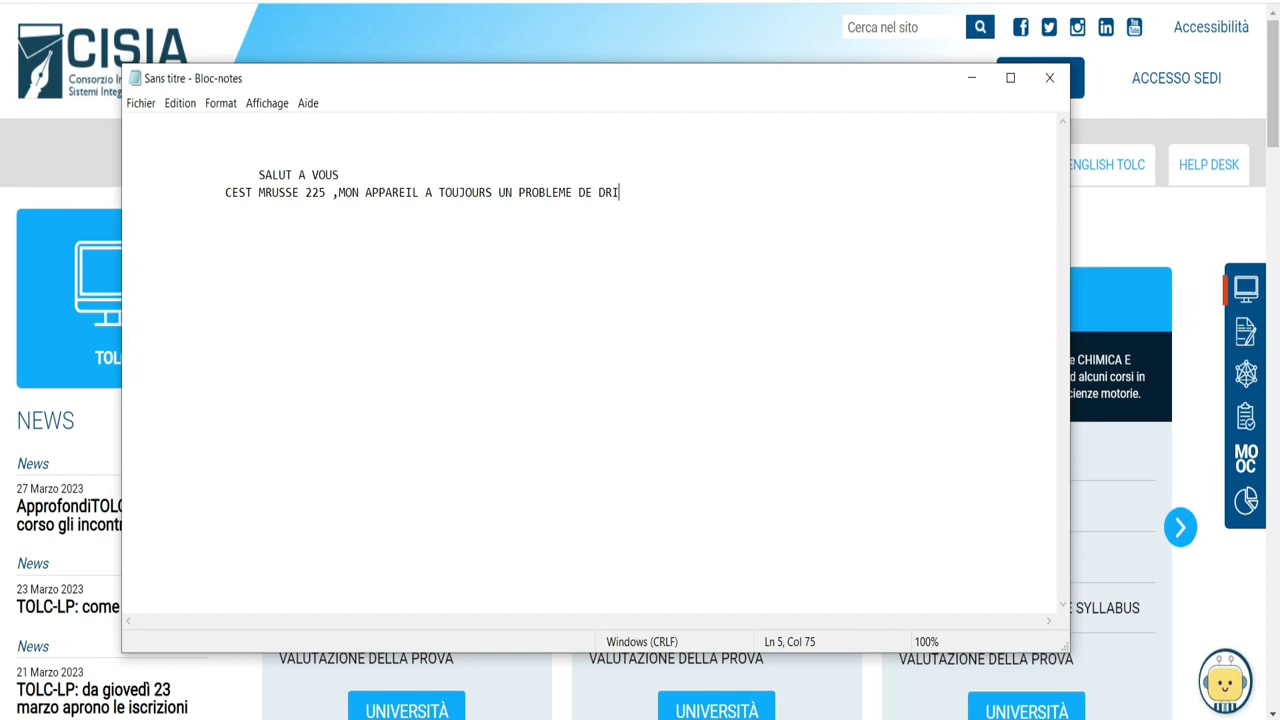 CISIA
Consorzio In
Sistemi Integ
Cerca nel sito
Accessibilità
ACCESSO SEDI
ENGLISH TOLC
HELP DESK
Sans titre - Bloc-notes
Fichier Edition Format Affichage Aide
SALUT A VOUS
CEST MRUSSE 225 ,MON APPAREIL A TOUJOURS UN PROBLEME DE DRI
Windows (CRLF) Ln 5, Col 75 100%
TOLC
NEWS
News
27 Marzo 2023
ApprofondiTOLC
corso gli incontr
News
23 Marzo 2023
TOLC-LP: come
News
21 Marzo 2023
TOLC-LP: da giovedì 23
marzo aprono le iscrizioni
e CHIMICA E
d alcuni corsi in
cienze motorie.
MO
OC
E SYLLABUS
VALUTAZIONE DELLA PROVA
VALUTAZIONE DELLA PROVA
VALUTAZIONE DELLA PROVA
UNIVERSITÀ
UNIVERSITÀ
UNIVERSITÀ